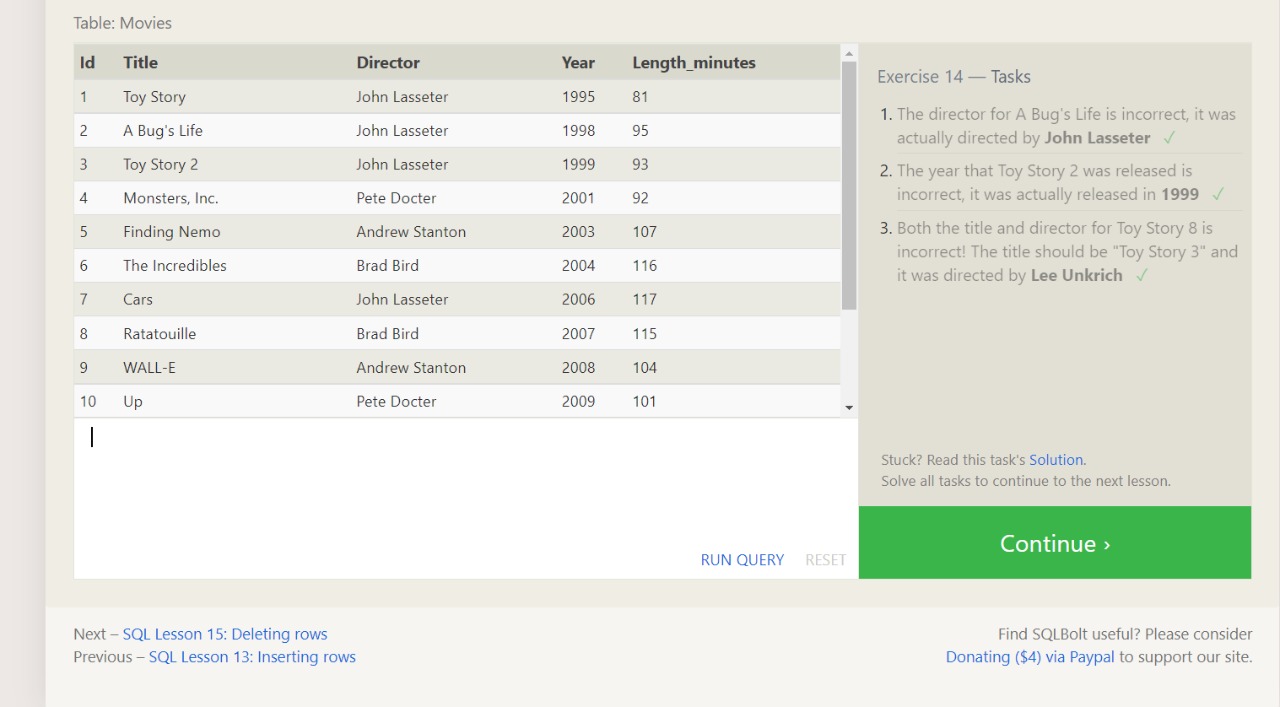 Table: Movies
Id Title Director Year Length_minutes
1 Toy Story John Lasseter 1995 81
2 A Bug's Life John Lasseter 1998 95
3 Toy Story 2 John Lasseter 1999 93
4 Monsters, Inc. Pete Docter 2001 92
5 Finding Nemo Andrew Stanton 2003 107
6 The Incredibles Brad Bird 2004 116
7 Cars John Lasseter 2006 117
8 Ratatouille Brad Bird 2007 115
9 WALL-E Andrew Stanton 2008 104
10 Up Pete Docter 2009 101
RUN QUERY RESET
Exercise 14 — Tasks
1. The director for A Bug's Life is incorrect, it was
actually directed by John Lasseter ✓
2. The year that Toy Story 2 was released is
incorrect, it was actually released in 1999 ✓
3. Both the title and director for Toy Story 8 is
incorrect! The title should be "Toy Story 3" and
it was directed by Lee Unkrich ✓
Stuck? Read this task's Solution.
Solve all tasks to continue to the next lesson.
Continue ›
Next – SQL Lesson 15: Deleting rows
Previous – SQL Lesson 13: Inserting rows
Find SQLBolt useful? Please consider
Donating ($4) via Paypal to support our site.